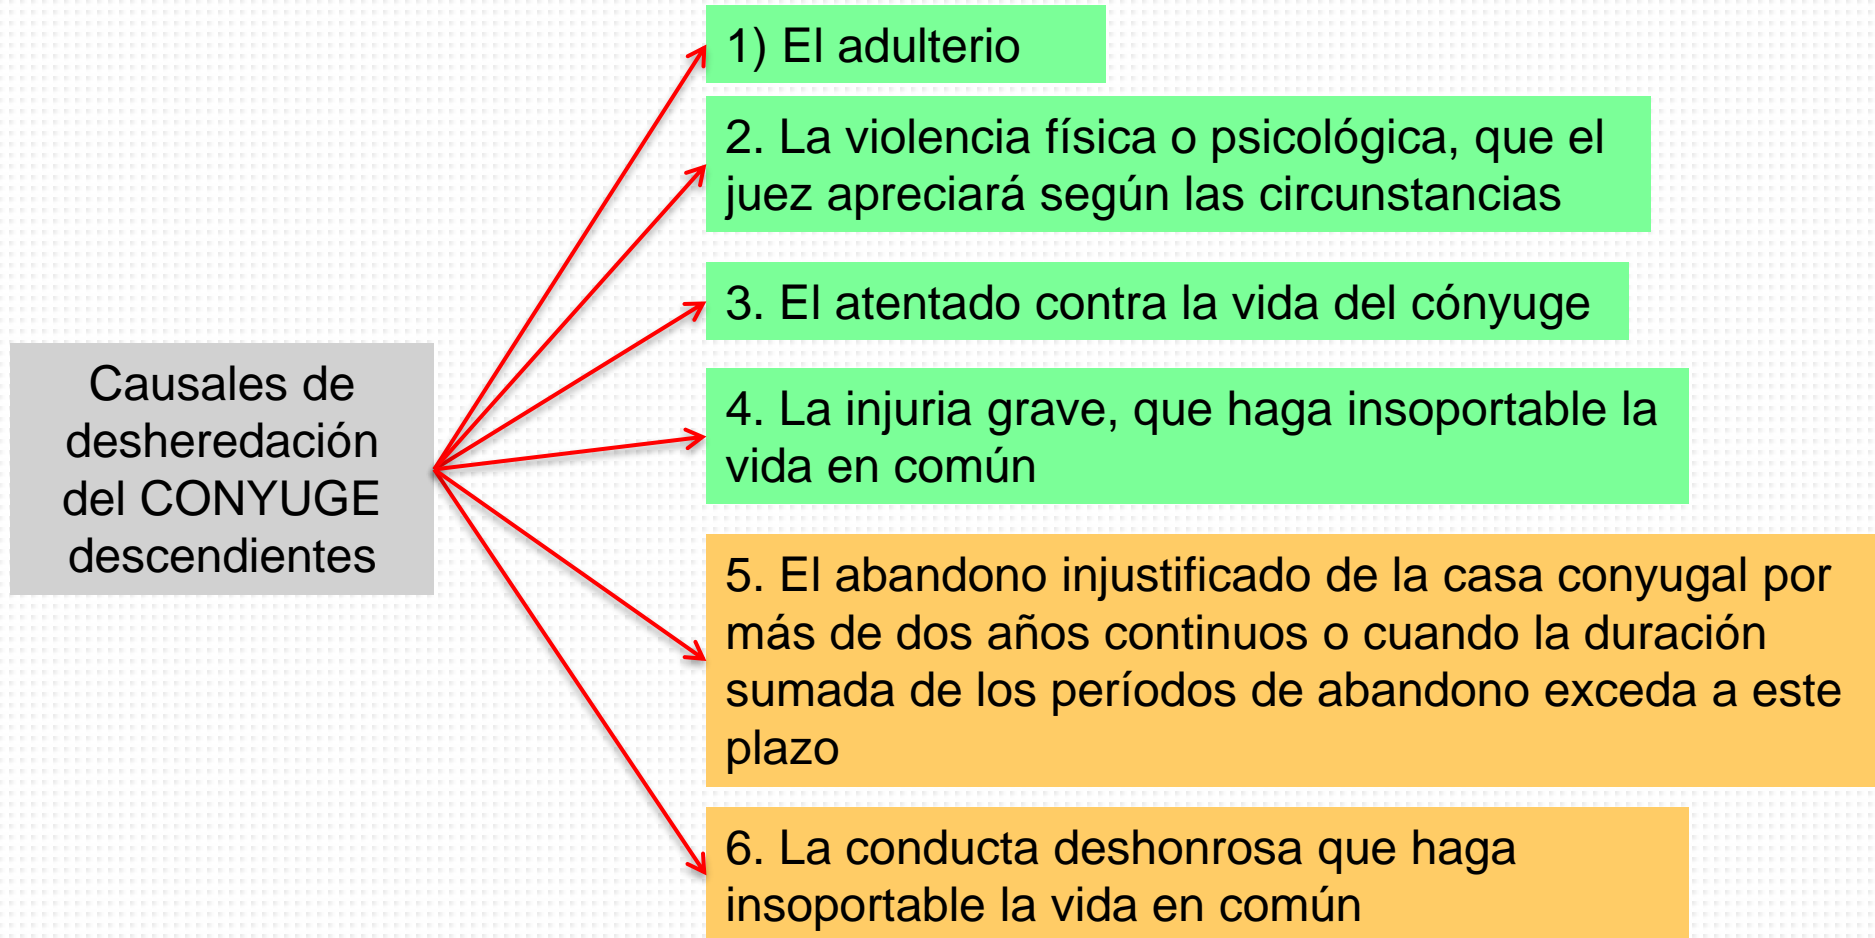 1) El adulterio
2. La violencia física o psicológica, que el
juez apreciará según las circunstancias
3. El atentado contra la vida del cónyuge
Causales de
desheredación
del CONYUGE
descendientes
4. La injuria grave, que haga insoportable la
vida en común
5. El abandono injustificado de la casa conyugal por
más de dos años continuos o cuando la duración
sumada de los períodos de abandono exceda a este
plazo
6. La conducta deshonrosa que haga
insoportable la vida en común